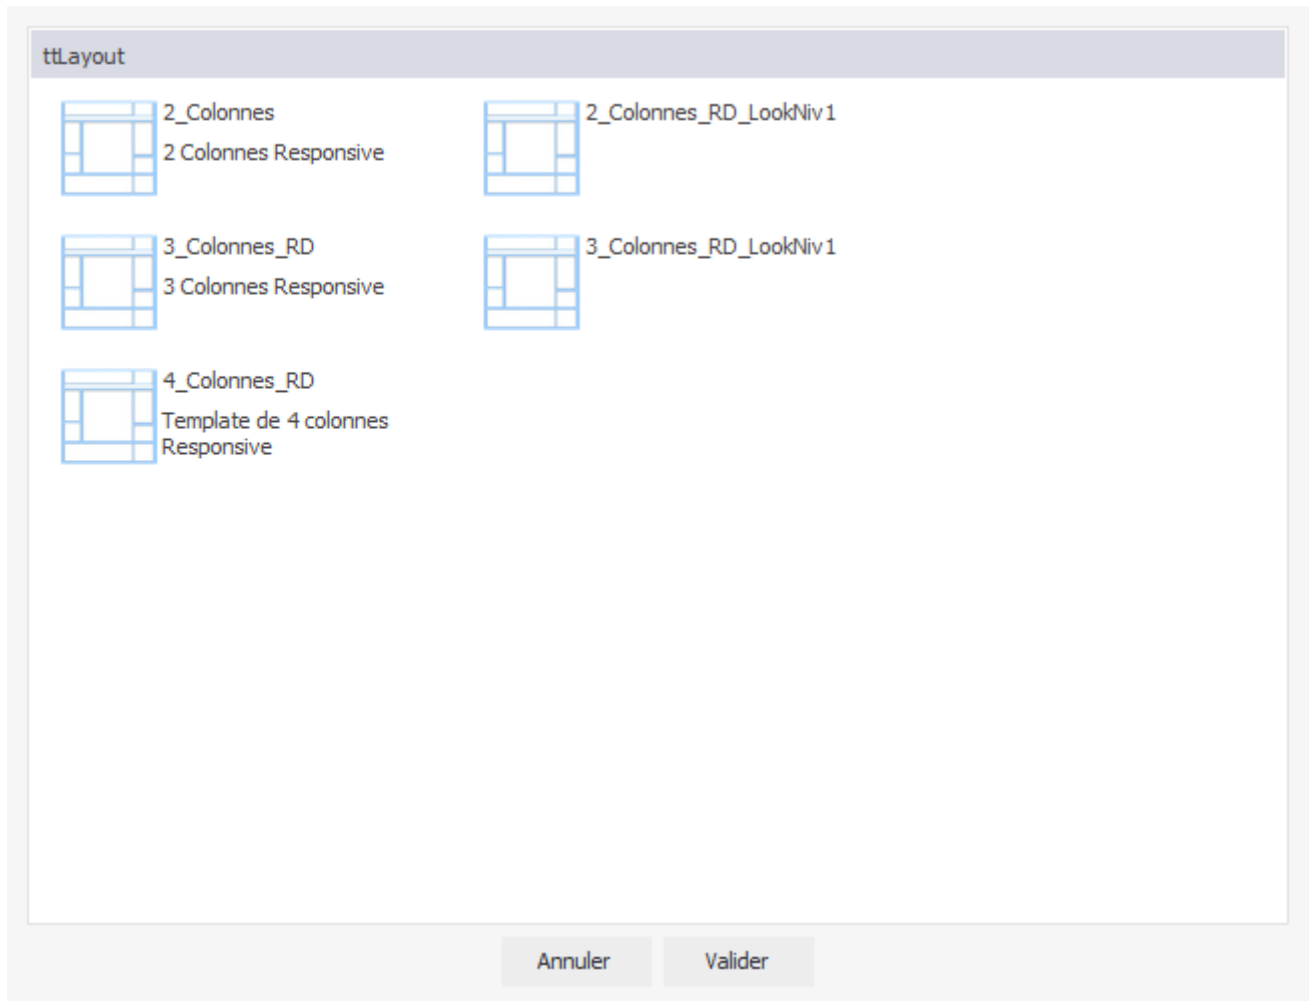 ttLayout
2_Colonnes
2 Colonnes Responsive
2_Colonnes_RD_LookNiv1
3_Colonnes_RD
3 Colonnes Responsive
3_Colonnes_RD_LookNiv1
4_Colonnes_RD
Template de 4 colonnes
Responsive
Annuler
Valider